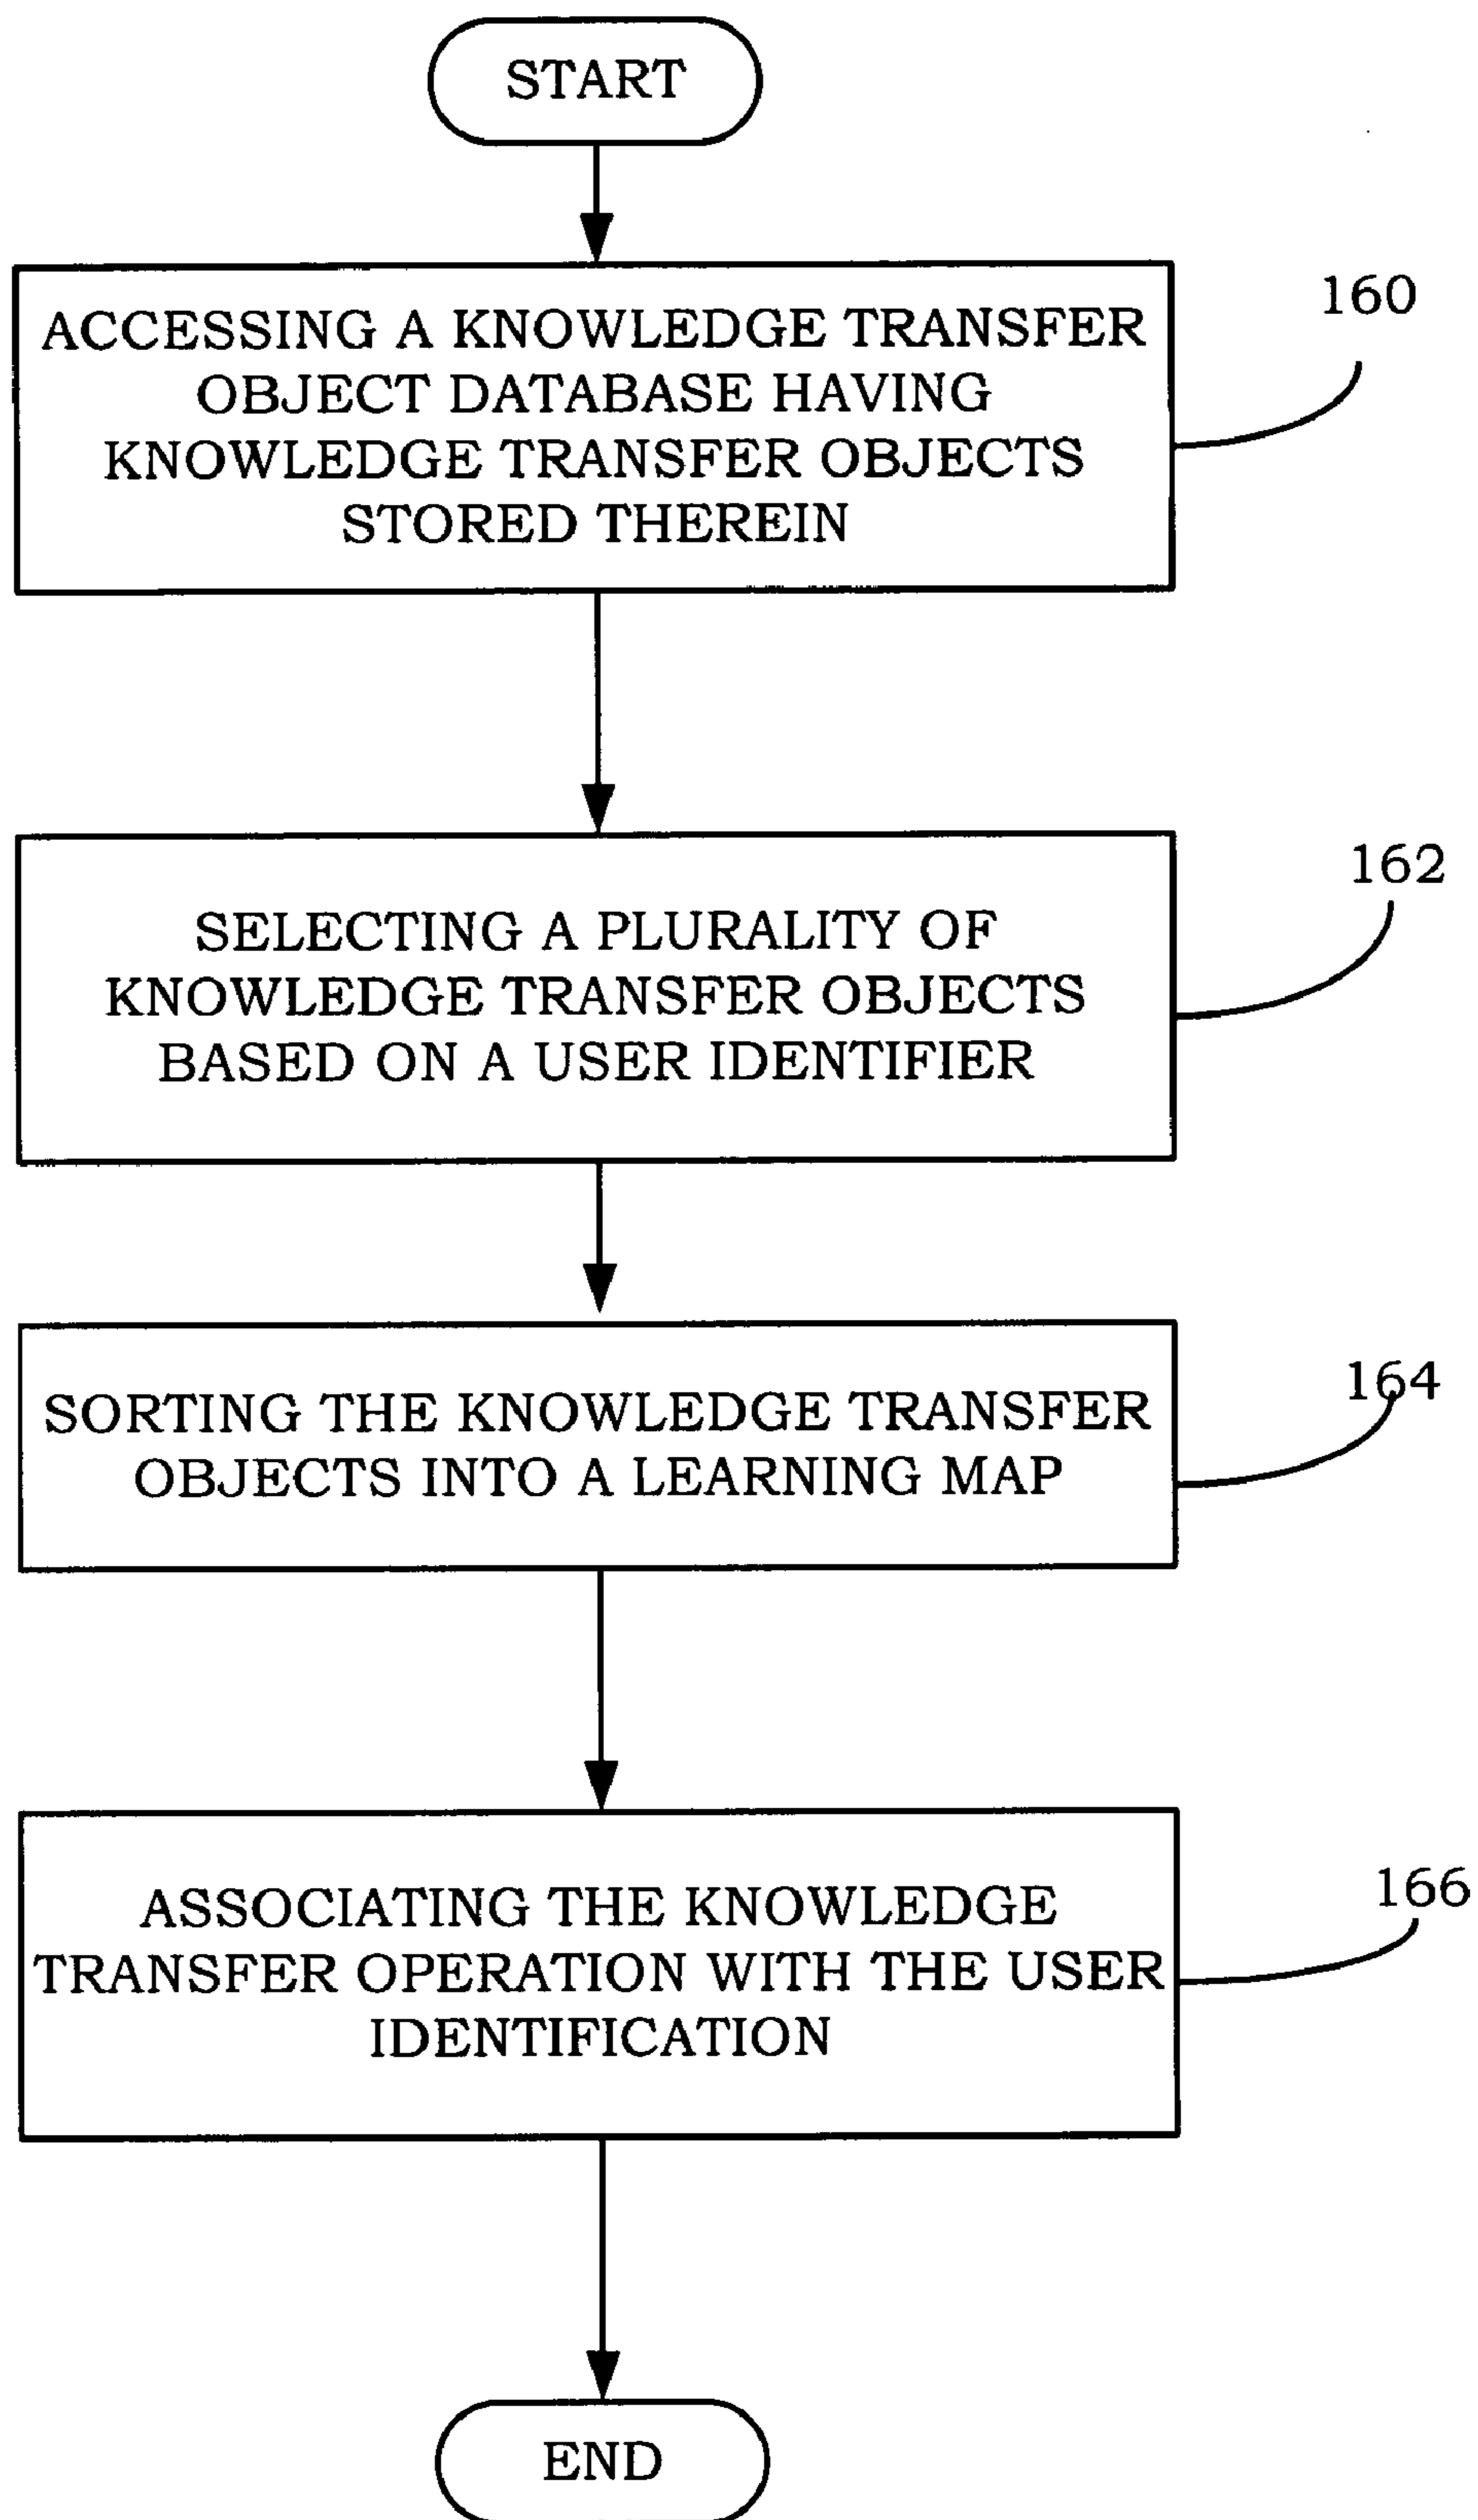 START
160
ACCESSING A KNOWLEDGE TRANSFER
OBJECT DATABASE HAVING
KNOWLEDGE TRANSFER OBJECTS
STORED THEREIN
162
SELECTING A PLURALITY OF
KNOWLEDGE TRANSFER OBJECTS
BASED ON A USER IDENTIFIER
164
SORTING THE KNOWLEDGE TRANSFER
OBJECTS INTO A LEARNING MAP
166
ASSOCIATING THE KNOWLEDGE
TRANSFER OPERATION WITH THE USER
IDENTIFICATION
END